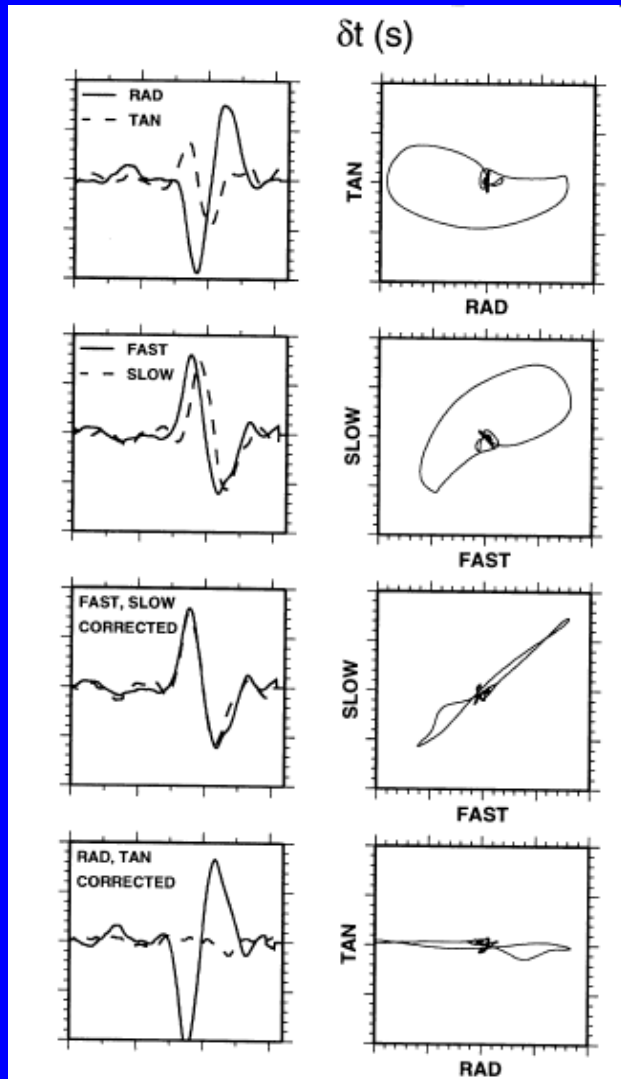 δt (s)
RAD
TAN
TAN
RAD
FAST
SLOW
SLOW
FAST
FAST, SLOW
CORRECTED
SLOW
FAST
RAD, TAN
CORRECTED
TAN
RAD